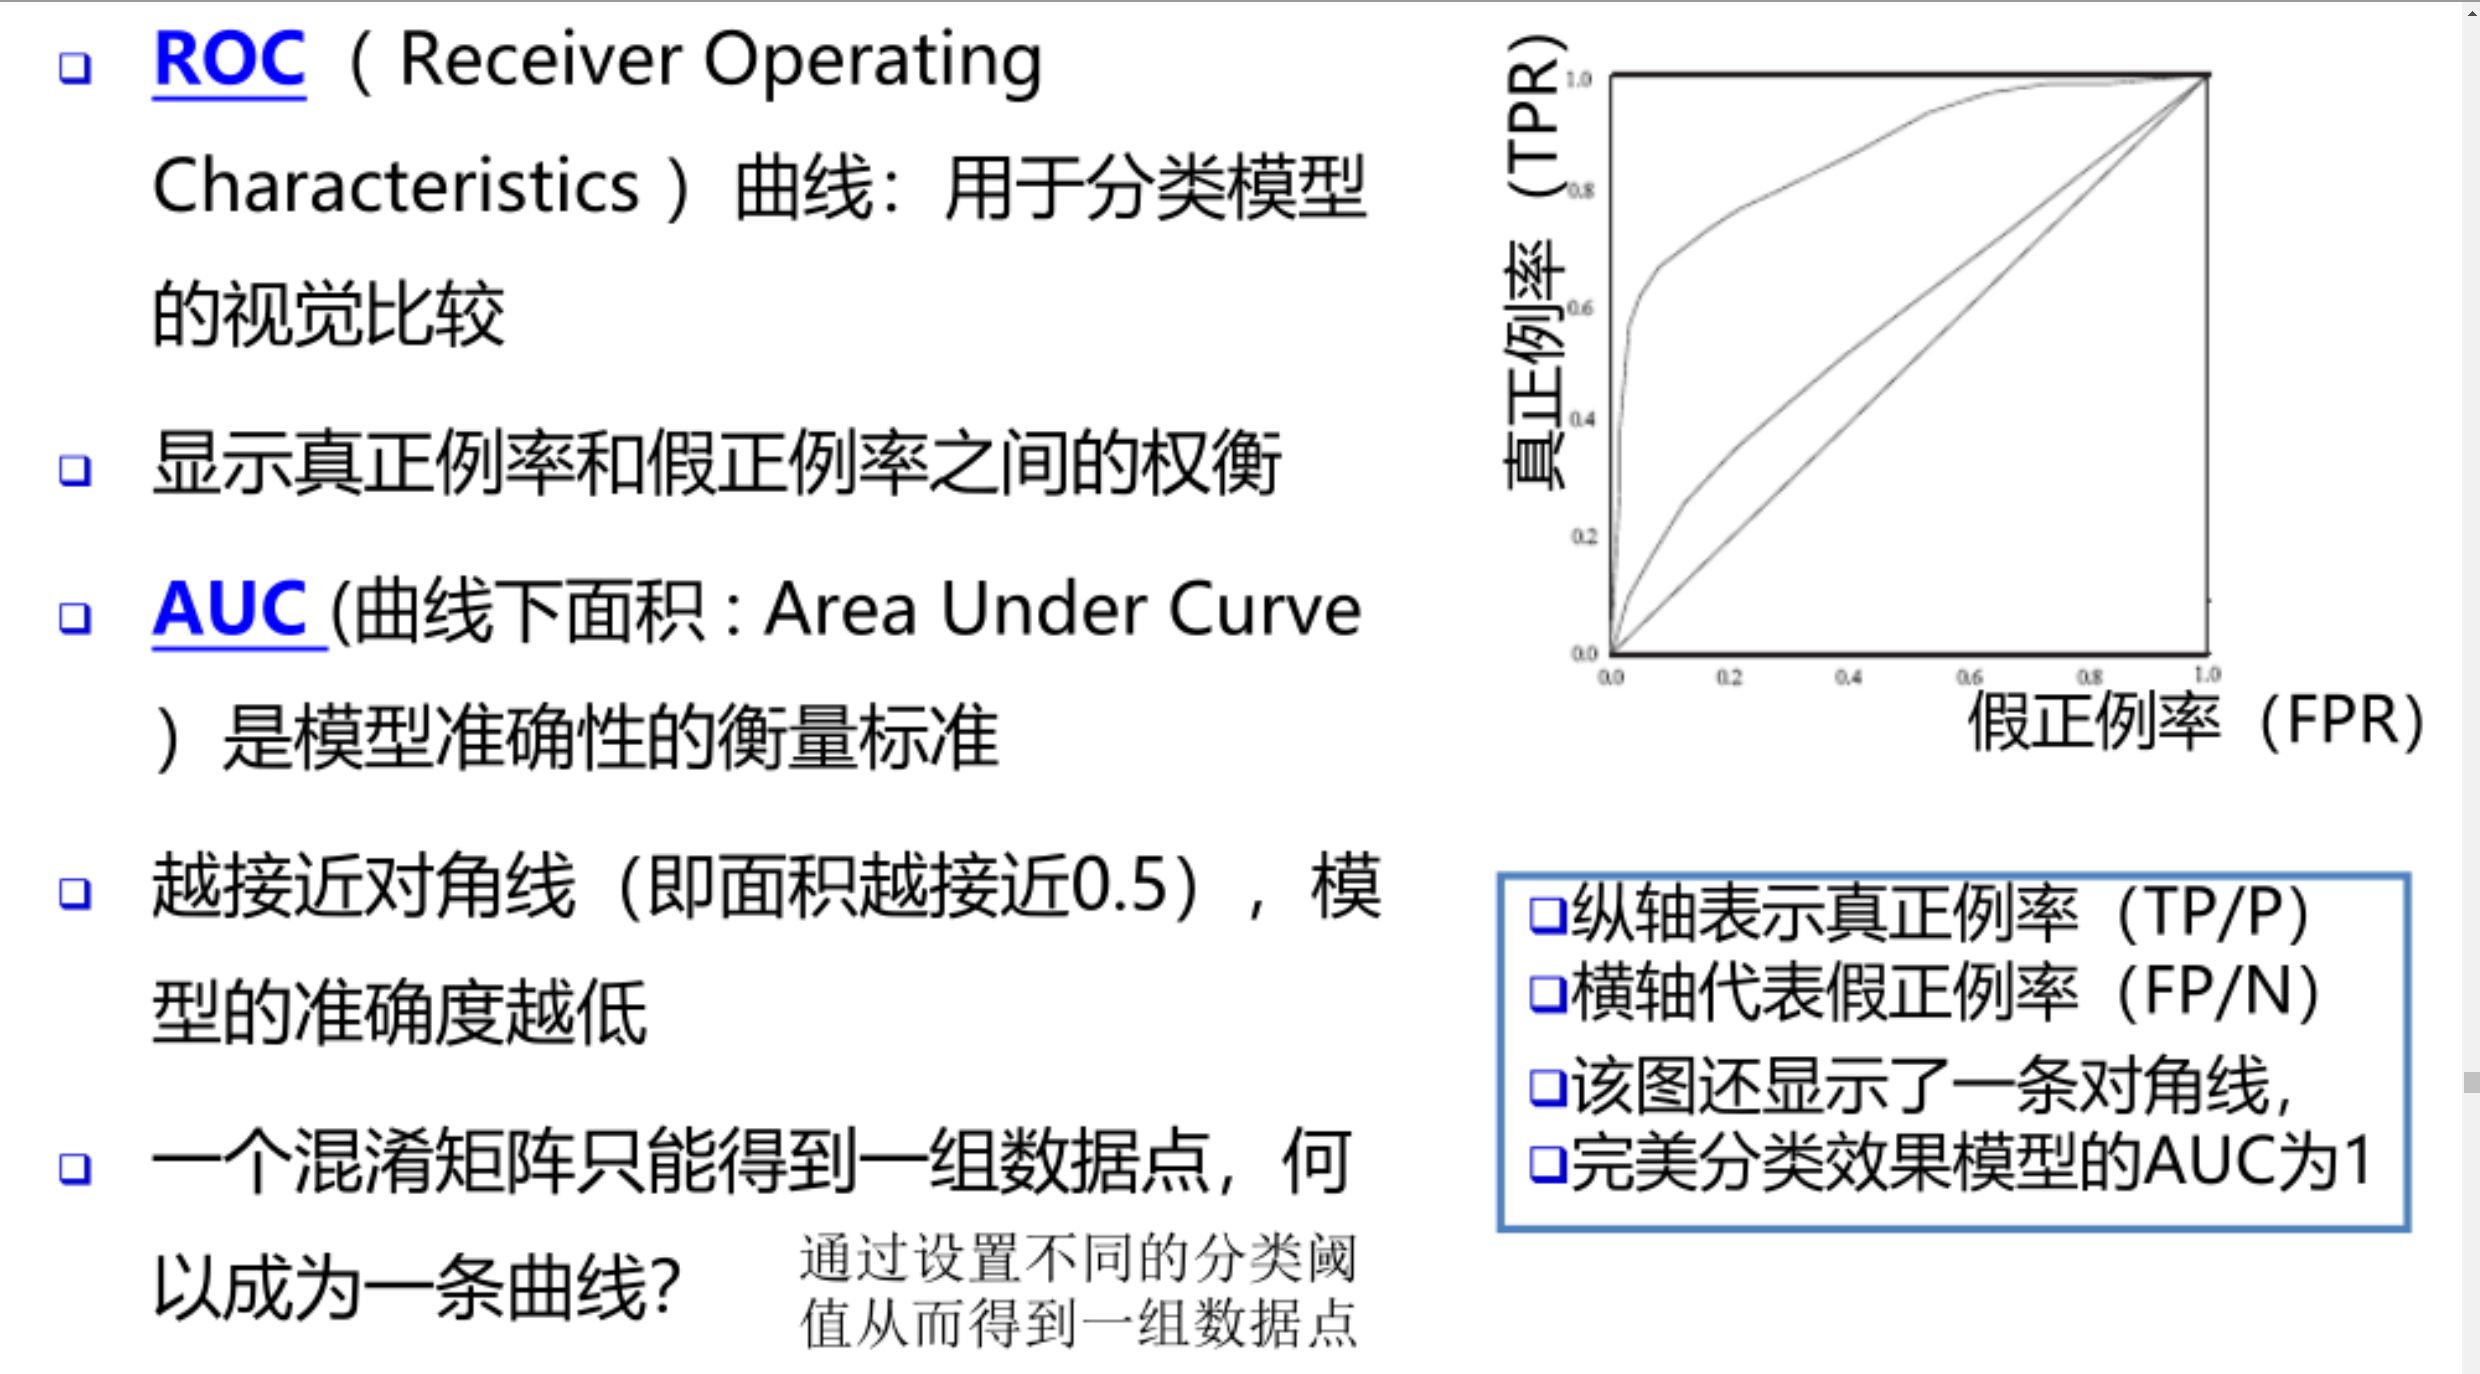 ROC （ Receiver Operating
Characteristics ）曲线：用于分类模型
的视觉比较
显示真正例率和假正例率之间的权衡
AUC (曲线下面积 : Area Under Curve
）是模型准确性的衡量标准
越接近对角线（即面积越接近0.5），模
型的准确度越低
一个混淆矩阵只能得到一组数据点，何
以成为一条曲线？
通过设置不同的分类阈
值从而得到一组数据点
真正例率（TPR）
1.0
0.8
0.6
0.4
0.2
0.0
0.0 0.2 0.4 0.6 0.8 1.0
假正例率（FPR）
纵轴表示真正例率（TP/P）
横轴代表假正例率（FP/N）
该图还显示了一条对角线，
完美分类效果模型的AUC为1